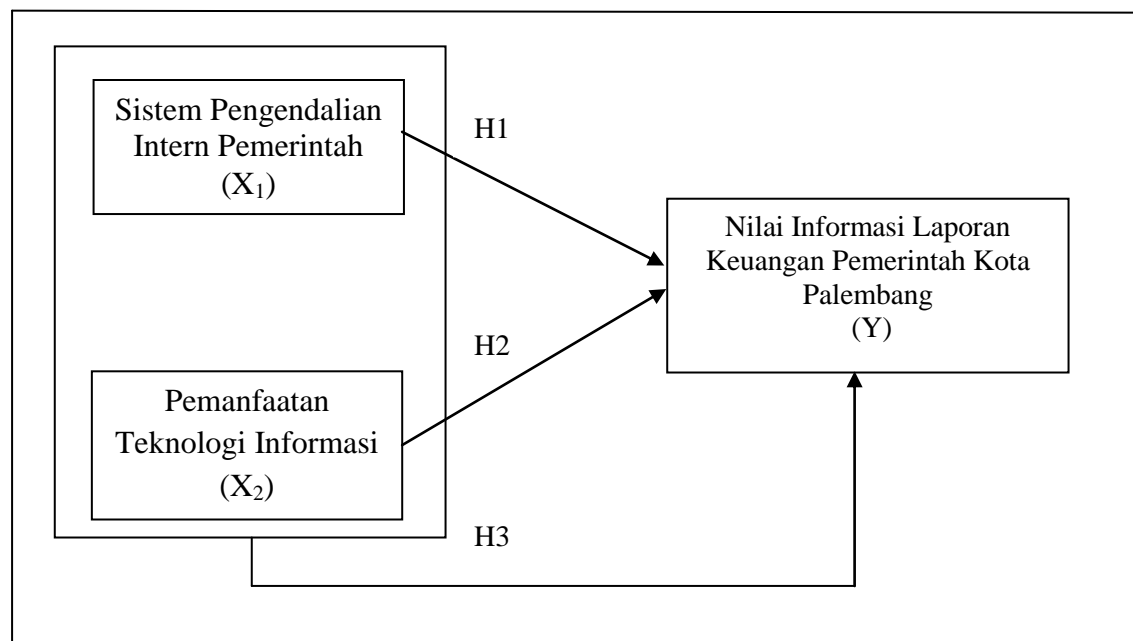 Sistem Pengendalian
Intern Pemerintah
(X₁)
H1
Nilai Informasi Laporan
Keuangan Pemerintah Kota
Palembang
(Y)
H2
Pemanfaatan
Teknologi Informasi
(X₂)
H3